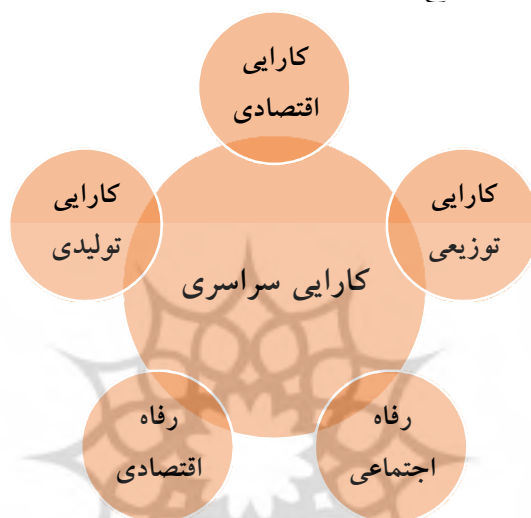 کارایی
اقتصادی
کارایی
توزیعی
کارایی
تولیدی
کارایی سراسری
رفاه
اجتماعی
رفاه
اقتصادی